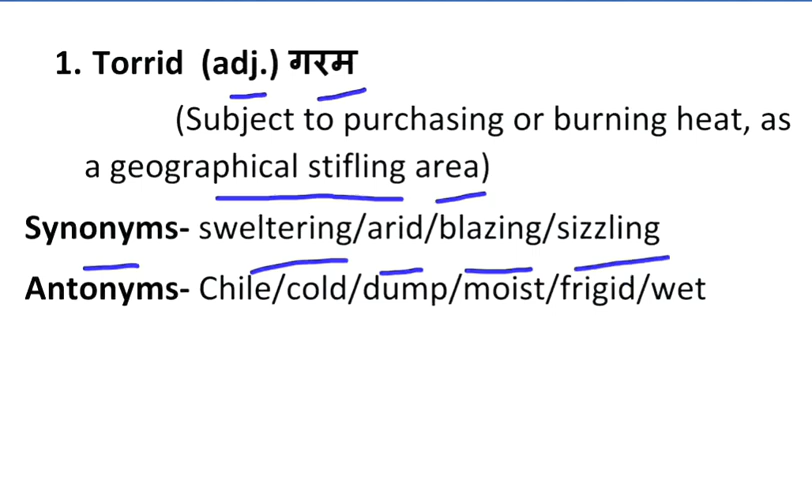 1. Torrid (adj.) गरम
(Subject to purchasing or burning heat, as
a geographical stifling area)
Synonyms- sweltering/arid/blazing/sizzling
Antonyms- Chile/cold/dump/moist/frigid/wet